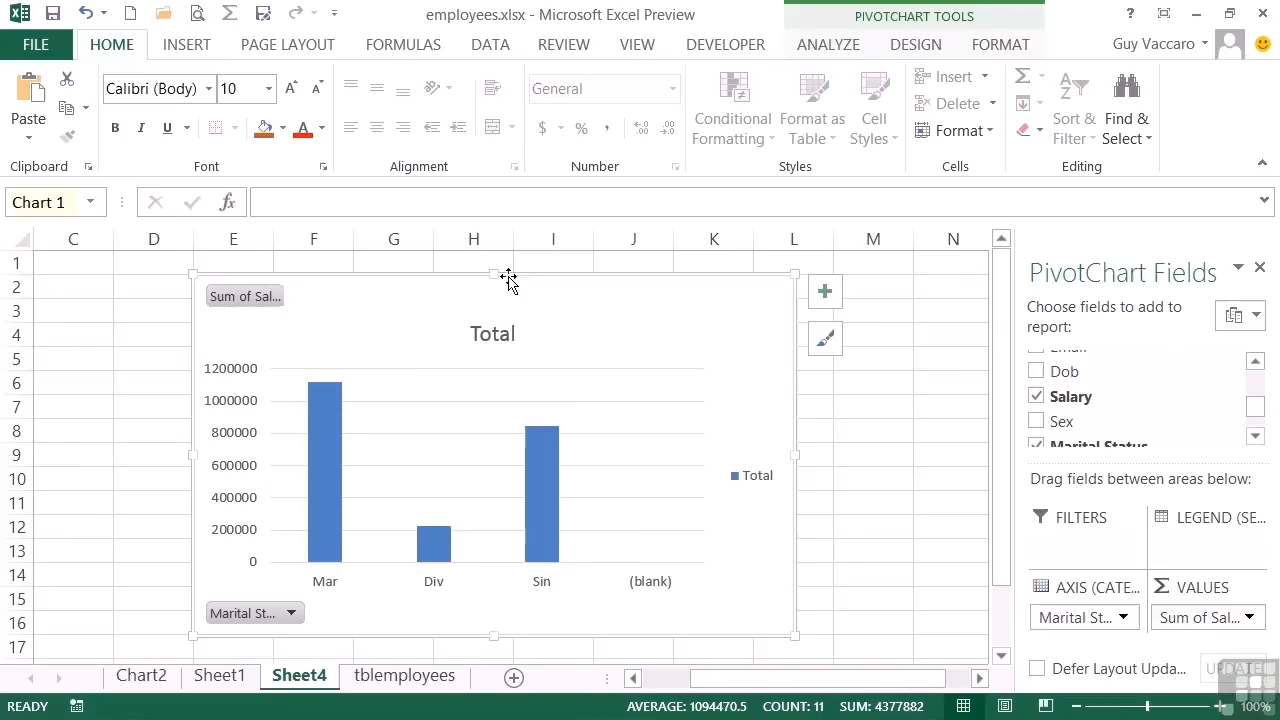 employees.xlsx - Microsoft Excel Preview
PIVOTCHART TOOLS
?
FILE HOME INSERT PAGE LAYOUT FORMULAS DATA REVIEW VIEW DEVELOPER ANALYZE DESIGN FORMAT Guy Vaccaro
Paste
Calibri (Body) 10
B I U A
General
$ % ,
Conditional Formatting
Format as Table
Cell Styles
Insert
Delete
Format
Sort & Filter
Find & Select
Clipboard Font Alignment Number Styles Cells Editing
Chart 1
fx
C D E F G H I J K L M N
1
2
3
4
5
6
7
8
9
10
11
12
13
14
15
16
17
Sum of Sal...
Total
1200000
1000000
800000
600000
400000
200000
0
Mar Div Sin (blank)
Total
Marital St...
PivotChart Fields
Choose fields to add to
report:
Email
Dob
Salary
Sex
Marital Status
Drag fields between areas below:
FILTERS
LEGEND (SE...
AXIS (CATE...
VALUES
Marital St...
Sum of Sal...
Defer Layout Upda...
UPDATE
Chart2 Sheet1 Sheet4 tblemployees
READY
AVERAGE: 1094470.5 COUNT: 11 SUM: 4377882
100%